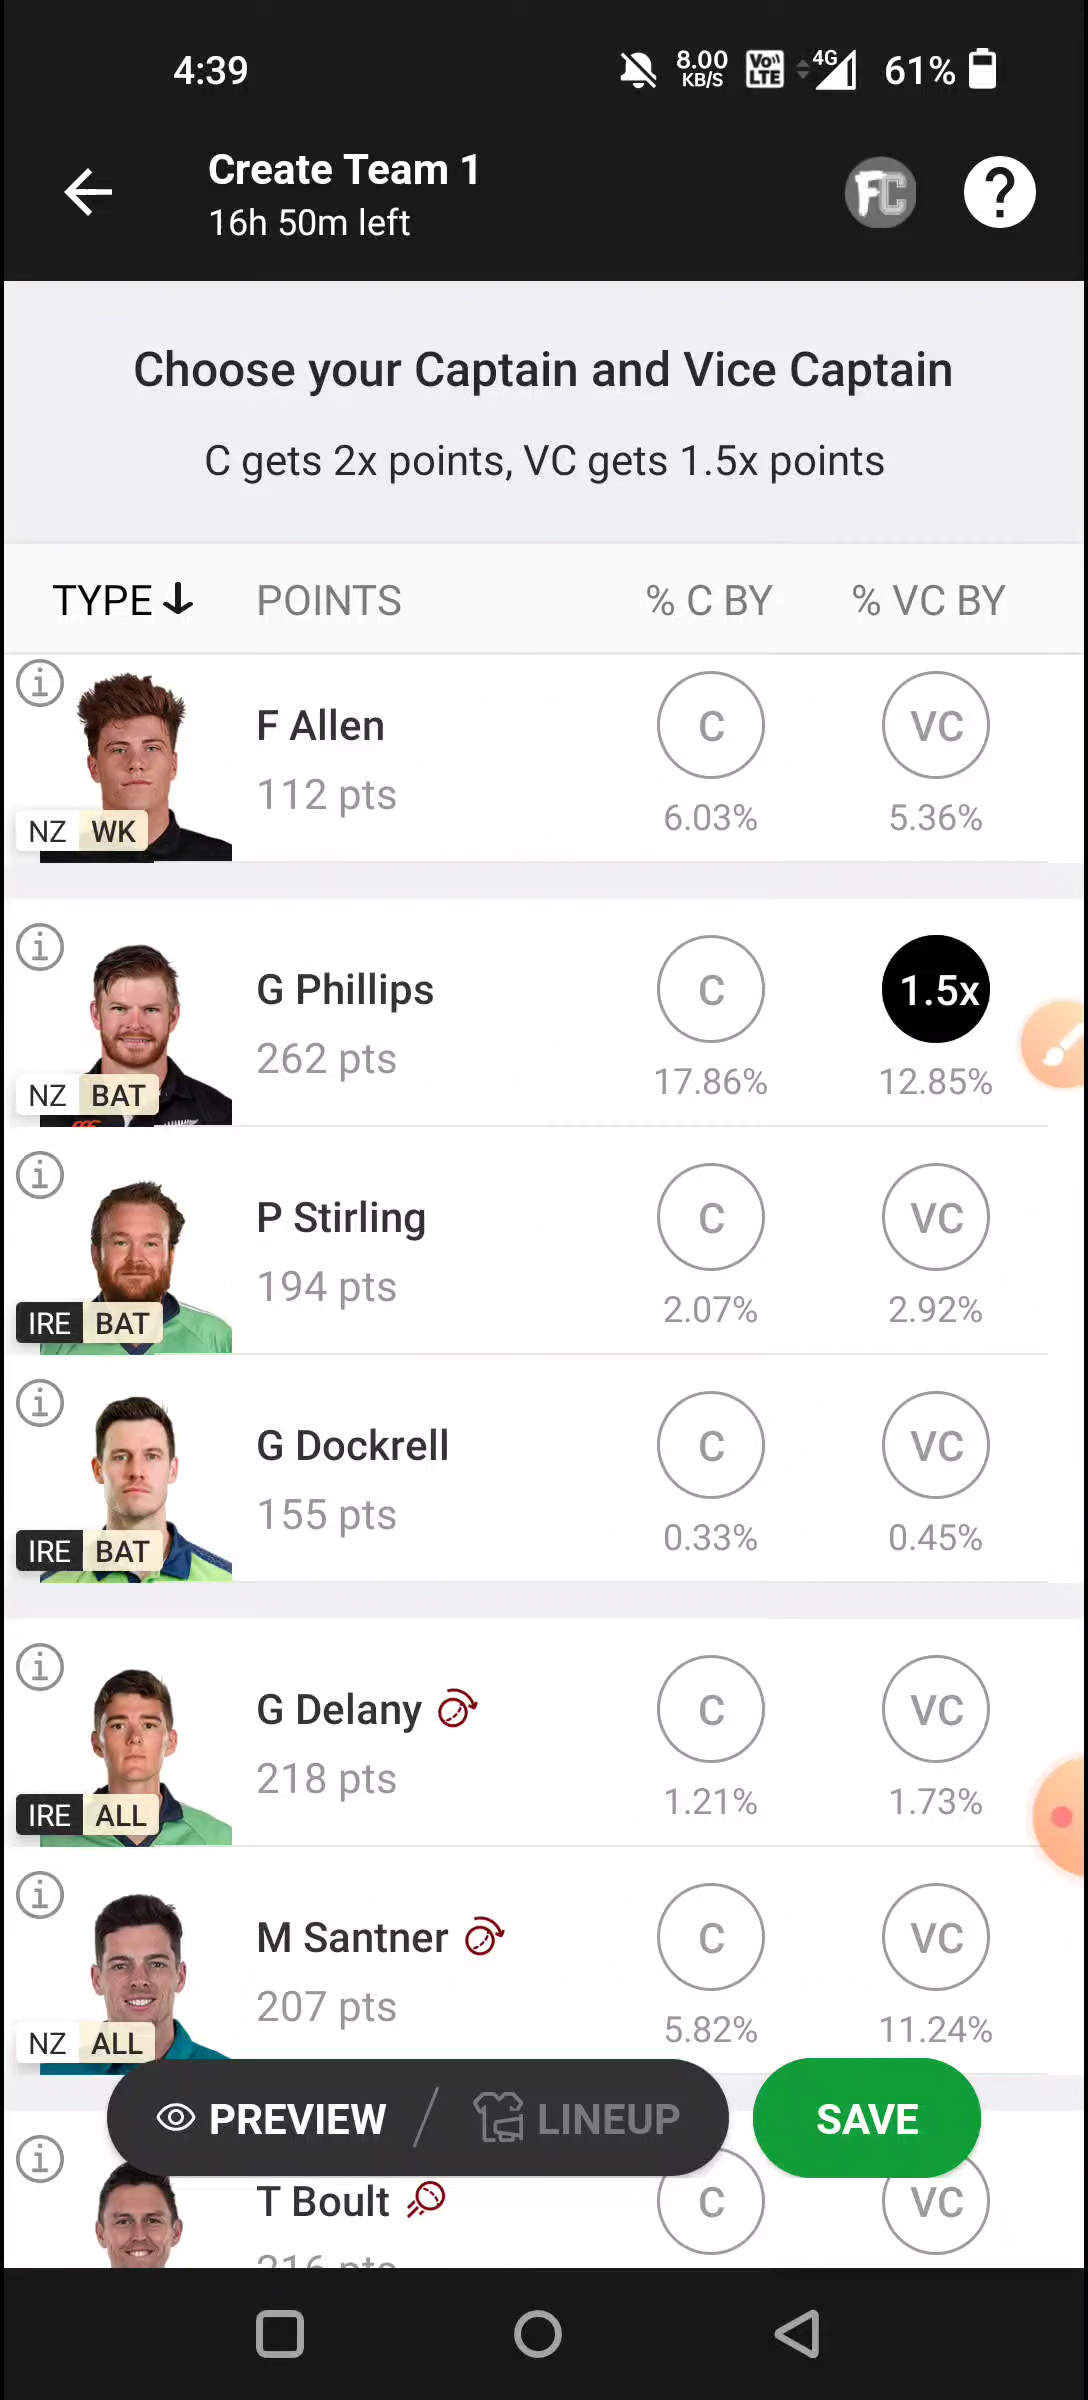 4:39 8.00 KB/S VoLTE 4G 61%
Create Team 1
16h 50m left
FC ?
Choose your Captain and Vice Captain
C gets 2x points, VC gets 1.5x points
TYPE POINTS % C BY % VC BY
F Allen C VC
112 pts 6.03% 5.36%
NZ WK
G Phillips C 1.5x
262 pts 17.86% 12.85%
NZ BAT
P Stirling C VC
194 pts 2.07% 2.92%
IRE BAT
G Dockrell C VC
155 pts 0.33% 0.45%
IRE BAT
G Delany C VC
218 pts 1.21% 1.73%
IRE ALL
M Santner C VC
207 pts 5.82% 11.24%
NZ ALL
PREVIEW LINEUP SAVE
T Boult C VC
216 pts